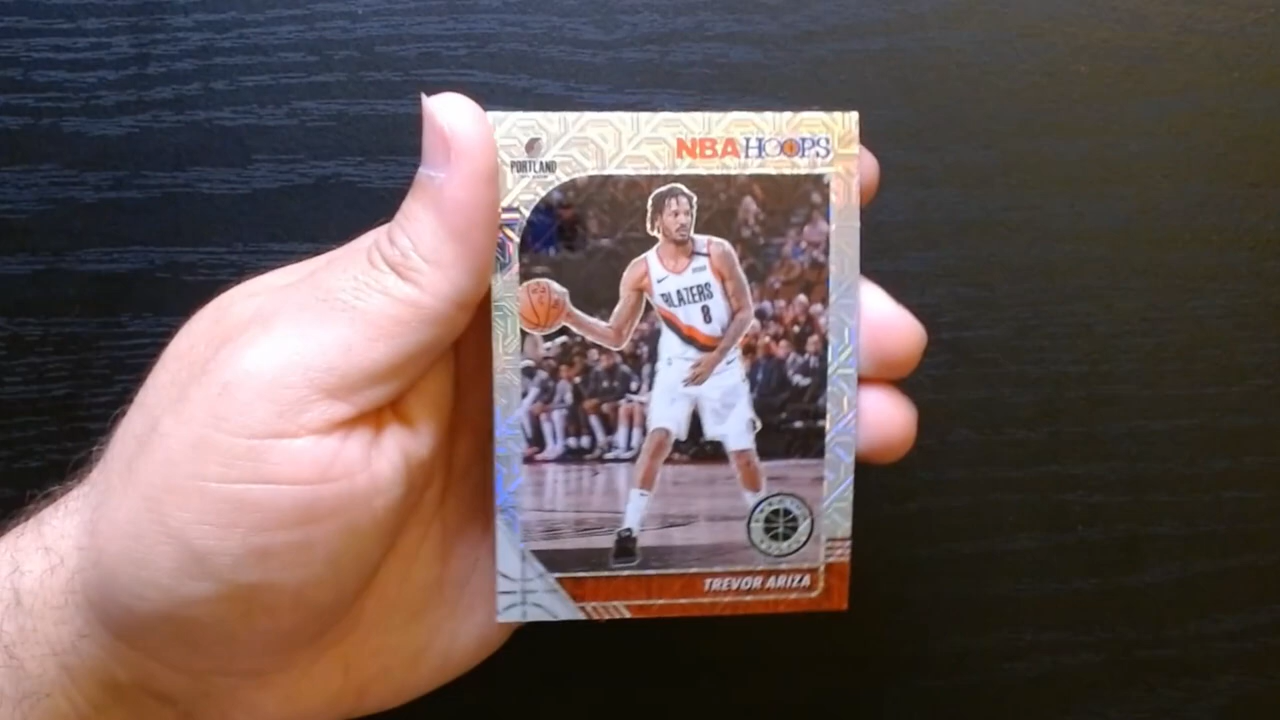 PORTLAND
NBA HOOPS
BLAZERS
8
TREVOR ARIZA